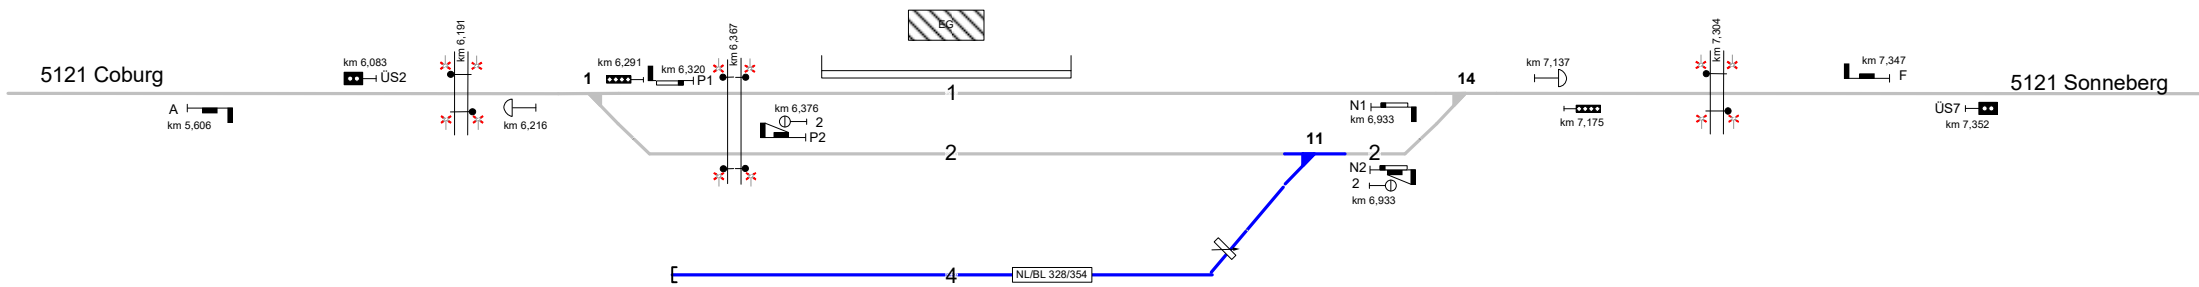 EG
km 6,191
km 6,367
km 7,304
km 6,083
ÜS2
km 6,291
km 6,320
P1
km 7,137
km 7,347
F
5121 Coburg
1
14
5121 Sonneberg
1
A
km 5,606
km 6,216
km 6,376
2
P2
N1
km 6,933
km 7,175
ÜS7
km 7,352
11
2
2
N2
2
km 6,933
4
NL/BL 328/354